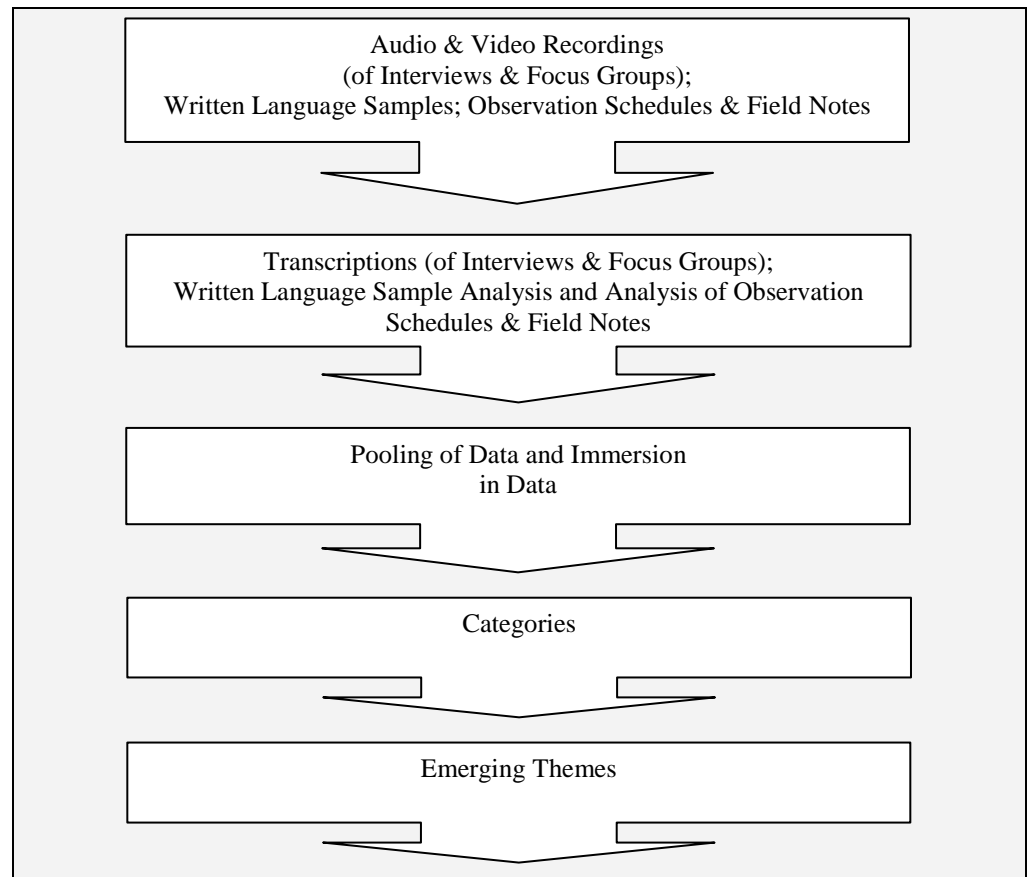 Audio & Video Recordings
(of Interviews & Focus Groups);
Written Language Samples; Observation Schedules & Field Notes
Transcriptions (of Interviews & Focus Groups);
Written Language Sample Analysis and Analysis of Observation
Schedules & Field Notes
Pooling of Data and Immersion
in Data
Categories
Emerging Themes